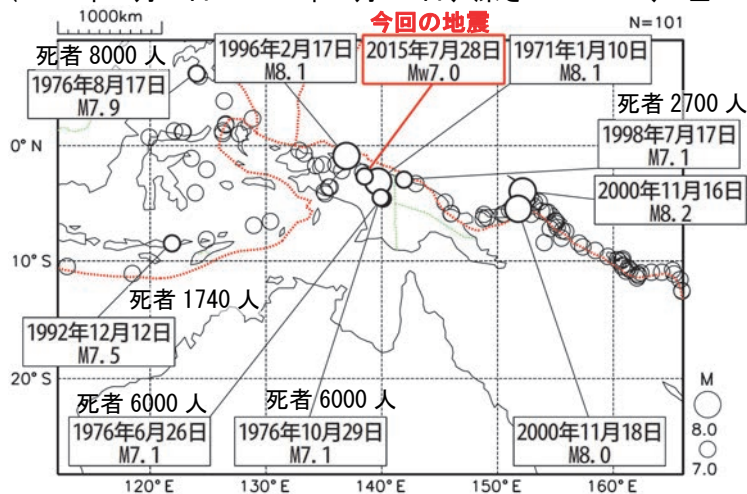 1000km
N=101
今回の地震
死者 8000 人
1976年8月17日
M7.9
1996年2月17日
M8.1
2015年7月28日
Mw7.0
1971年1月10日
M8.1
死者 2700 人
1998年7月17日
M7.1
2000年11月16日
M8.2
0°N
10°S
20°S
死者 1740 人
1992年12月12日
M7.5
死者 6000 人
1976年6月26日
M7.1
死者 6000 人
1976年10月29日
M7.1
2000年11月18日
M8.0
M
8.0
7.0
120°E
130°E
140°E
150°E
160°E